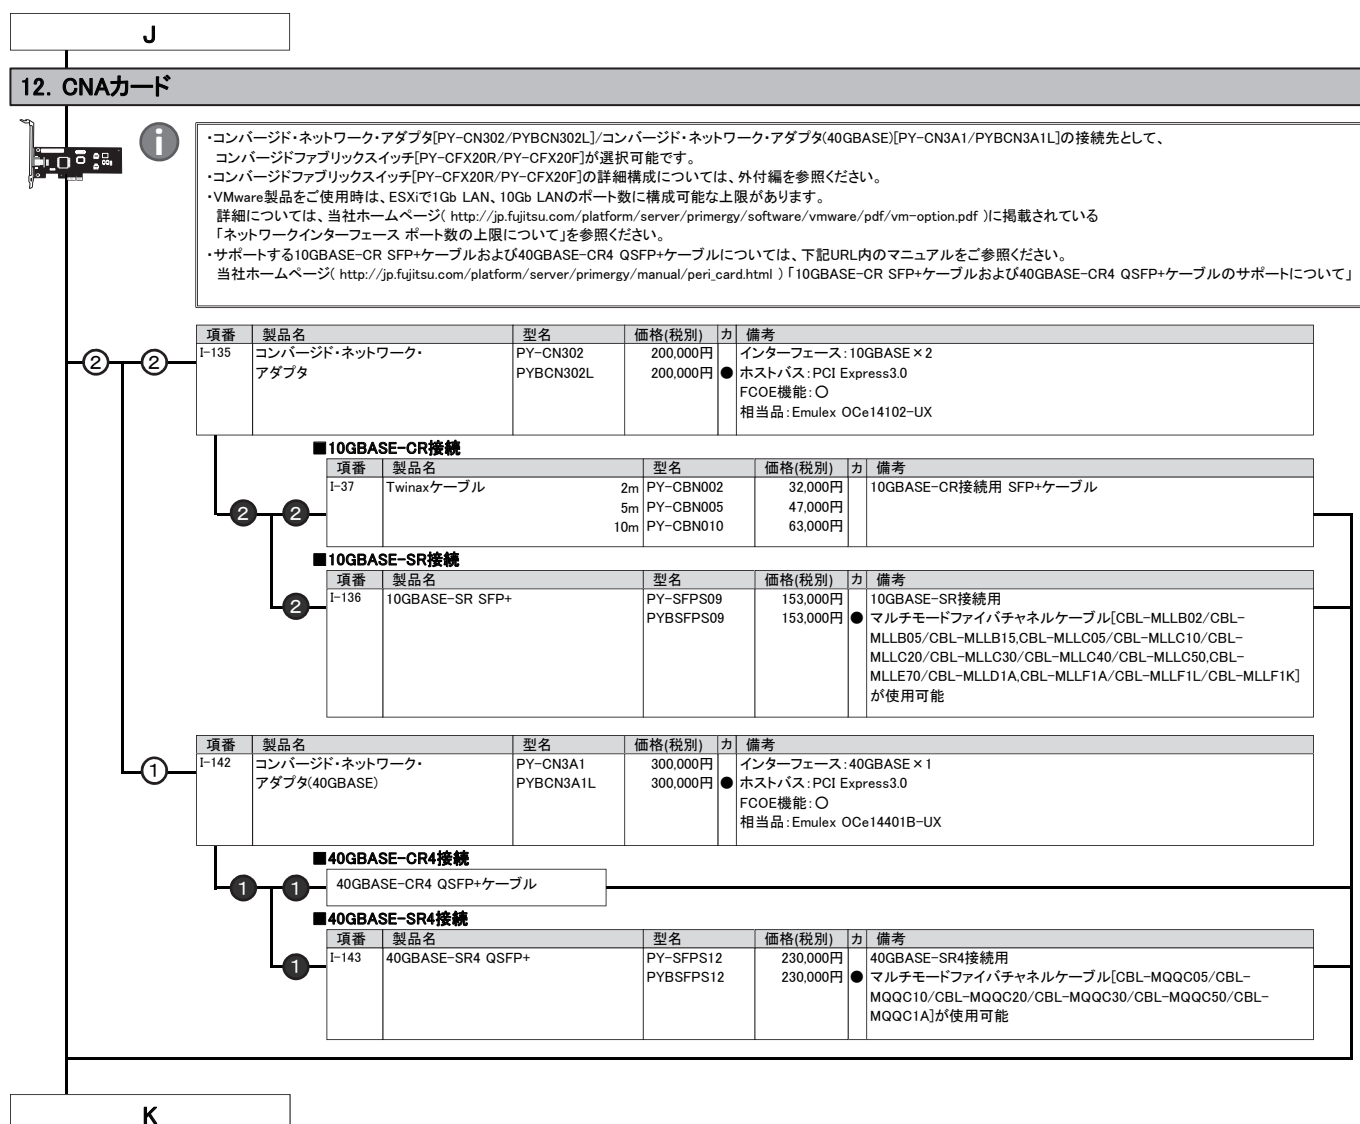 J
12. CNAカード
i
・コンバージド・ネットワーク・アダプタ[PY-CN302/PYBCN302L]/コンバージド・ネットワーク・アダプタ(40GBASE)[PY-CN3A1/PYBCN3A1L]の接続先として、
コンバージドファブリックスイッチ[PY-CFX20R/PY-CFX20F]が選択可能です。
・コンバージドファブリックスイッチ[PY-CFX20R/PY-CFX20F]の詳細構成については、外付編を参照ください。
・VMware製品をご使用時は、ESXiで1Gb LAN、10Gb LANのポート数に構成可能な上限があります。
詳細については、当社ホームページ( http://jp.fujitsu.com/platform/server/primergy/software/vmware/pdf/vm-option.pdf )に掲載されている
「ネットワークインターフェース ポート数の上限について」を参照ください。
・サポートする10GBASE-CR SFP+ケーブルおよび40GBASE-CR4 QSFP+ケーブルについては、下記URL内のマニュアルをご参照ください。
当社ホームページ( http://jp.fujitsu.com/platform/server/primergy/manual/peri_card.html )「10GBASE-CR SFP+ケーブルおよび40GBASE-CR4 QSFP+ケーブルのサポートについて」
項番 製品名 型名 価格(税別) カ 備考
② ② I-135 コンバージド・ネットワーク・ PY-CN302 200,000円 インターフェース:10GBASE×2
アダプタ PYBCN302L 200,000円 ● ホストバス:PCI Express3.0
FCOE機能:○
相当品:Emulex OCe14102-UX
■10GBASE-CR接続
項番 製品名 型名 価格(税別) カ 備考
I-37 Twinaxケーブル 2m PY-CBN002 32,000円 10GBASE-CR接続用 SFP+ケーブル
❷ ❷ 5m PY-CBN005 47,000円
10m PY-CBN010 63,000円
■10GBASE-SR接続
項番 製品名 型名 価格(税別) カ 備考
❷ I-136 10GBASE-SR SFP+ PY-SFPS09 153,000円 10GBASE-SR接続用
PYBSFPS09 153,000円 ● マルチモードファイバチャネルケーブル[CBL-MLLB02/CBL-
MLLB05/CBL-MLLB15,CBL-MLLC05/CBL-MLLC10/CBL-
MLLC20/CBL-MLLC30/CBL-MLLC40/CBL-MLLC50,CBL-
MLLE70/CBL-MLLD1A,CBL-MLLF1A/CBL-MLLF1L/CBL-MLLF1K]
が使用可能
項番 製品名 型名 価格(税別) カ 備考
① I-142 コンバージド・ネットワーク・ PY-CN3A1 300,000円 インターフェース:40GBASE×1
アダプタ(40GBASE) PYBCN3A1L 300,000円 ● ホストバス:PCI Express3.0
FCOE機能:○
相当品:Emulex OCe14401B-UX
■40GBASE-CR4接続
❶ ❶ 40GBASE-CR4 QSFP+ケーブル
■40GBASE-SR4接続
項番 製品名 型名 価格(税別) カ 備考
❶ I-143 40GBASE-SR4 QSFP+ PY-SFPS12 230,000円 40GBASE-SR4接続用
PYBSFPS12 230,000円 ● マルチモードファイバチャネルケーブル[CBL-MQQC05/CBL-
MQQC10/CBL-MQQC20/CBL-MQQC30/CBL-MQQC50/CBL-
MQQC1A]が使用可能
K